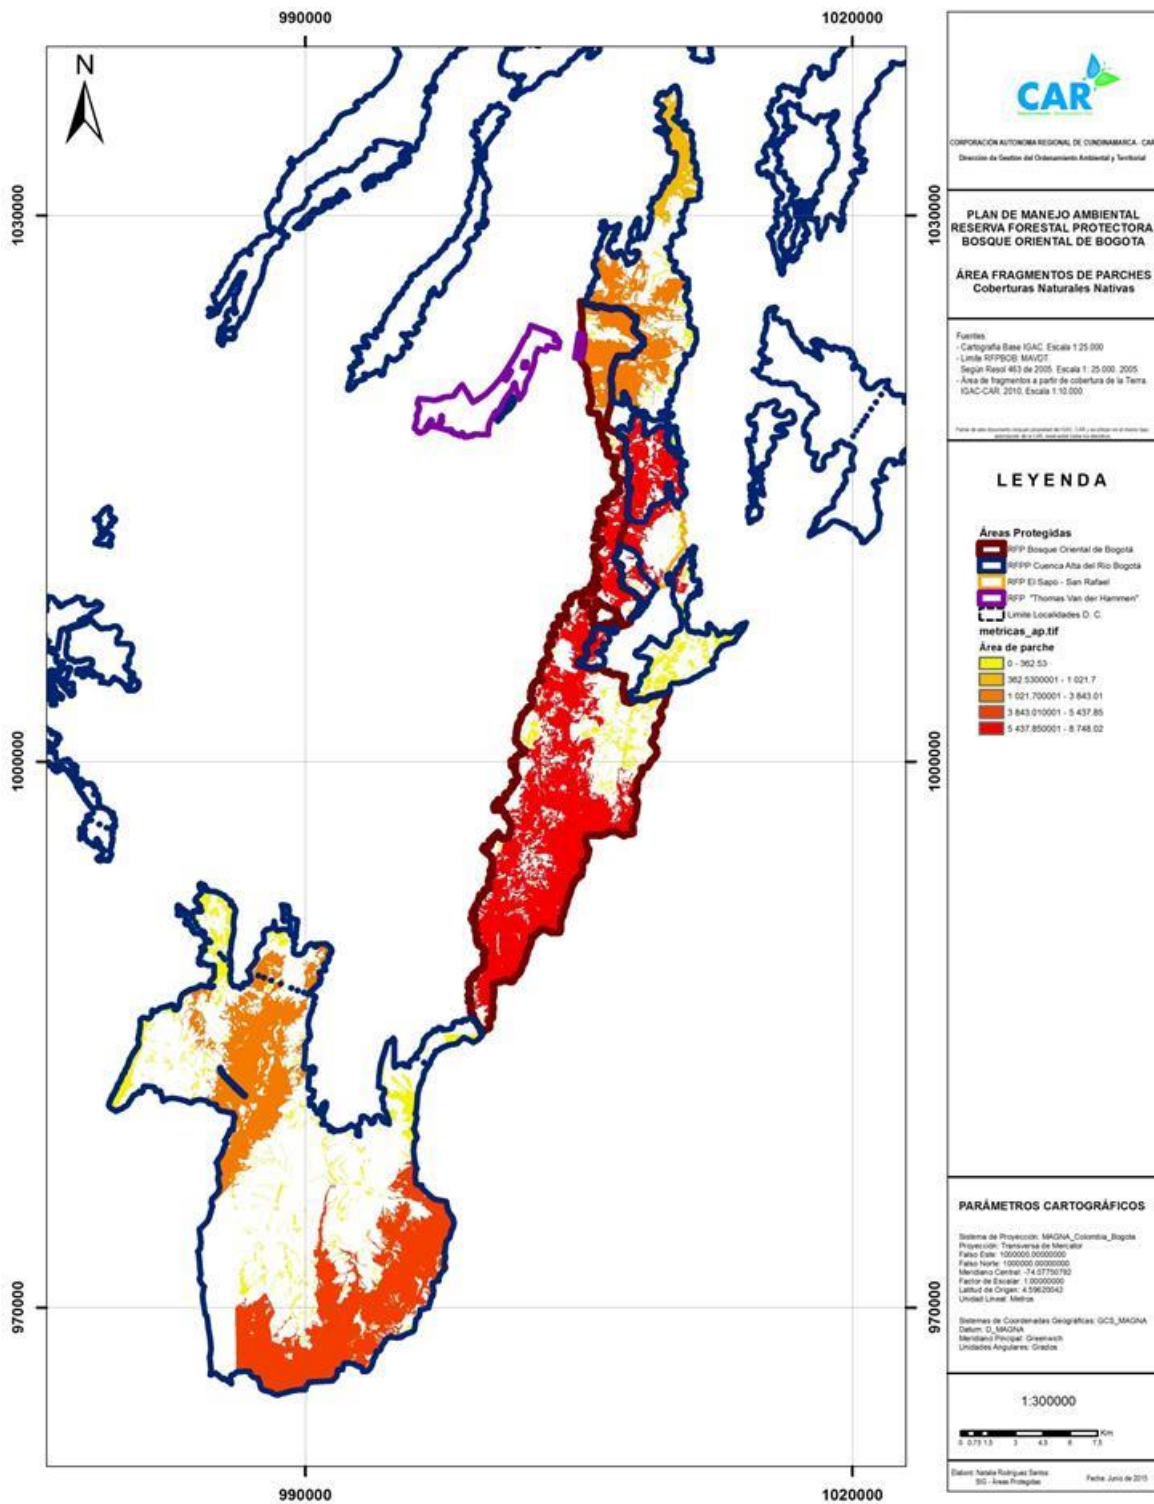 990000
1020000
N
1030000
1030000
1000000
1000000
970000
970000
990000
1020000
CAR
CORPORACIÓN AUTONOMA REGIONAL DE CUNDINAMARCA - CAR
Dirección de Gestión del Ordenamiento Ambiental y Territorial
PLAN DE MANEJO AMBIENTAL
RESERVA FORESTAL PROTECTORA
BOSQUE ORIENTAL DE BOGOTA
ÁREA FRAGMENTOS DE PARCHES
Coberturas Naturales Nativas
Fuentes:
- Cartografía Base IGAC. Escala 1:25.000
- Limite RFPBOB: MAVDT.
Según Resol 463 de 2005. Escala 1: 25.000. 2005.
- Área de fragmentos a partir de cobertura de la Tierra.
IGAC-CAR. 2010. Escala 1:10.000
LEYENDA
Áreas Protegidas
RFP Bosque Oriental de Bogotá
RFPP Cuenca Alta del Río Bogotá
RFP El Sapo - San Rafael
RFP "Thomas Van der Hammen"
Limite Localidades D. C.
metricas_ap.tif
Área de parche
0 - 362.53
362.5300001 - 1 021.7
1 021.700001 - 3 843.01
3 843.010001 - 5 437.85
5 437.850001 - 8 748.02
PARÁMETROS CARTOGRÁFICOS
Sistema de Proyección: MAGNA_Colombia_Bogota
Proyección: Transversa de Mercator
Falso Este: 1000000.00000000
Falso Norte: 1000000.00000000
Meridiano Central: -74.07750792
Factor de Escalar: 1.00000000
Latitud de Origen: 4.59620042
Unidad Lineal: Metros
Sistemas de Coordenadas Geográficas: GCS_MAGNA
Datum: D_MAGNA
Meridiano Principal: Greenwich
Unidades Angulares: Grados
1:300000
Km
0 0,75 1,5 3 4,5 6 7,5
Elaboró: Natalia Rodríguez Santos
SIG - Áreas Protegidas
Fecha: Junio de 2015